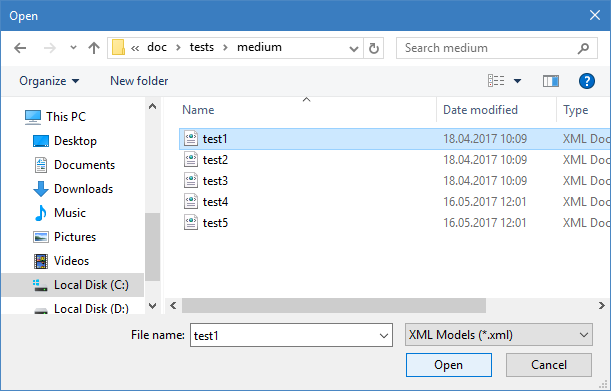 Open
« doc › tests › medium
Search medium
Organize
New folder
This PC
Desktop
Documents
Downloads
Music
Pictures
Videos
Local Disk (C:)
Local Disk (D:)
Name Date modified Type
test1 18.04.2017 10:09 XML Doc
test2 18.04.2017 10:09 XML Doc
test3 18.04.2017 10:09 XML Doc
test4 16.05.2017 12:01 XML Doc
test5 16.05.2017 12:01 XML Doc
File name: test1
XML Models (*.xml)
Open
Cancel